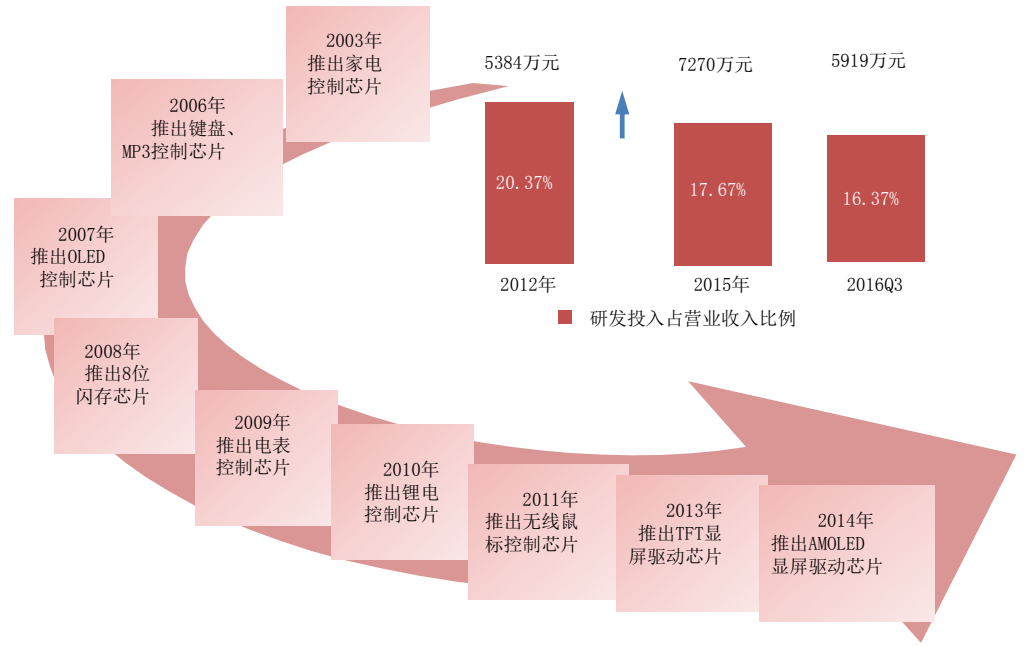 2003年
推出家电
控制芯片
2006年
推出键盘、
MP3控制芯片
2007年
推出OLED
控制芯片
2008年
推出8位
闪存芯片
2009年
推出电表
控制芯片
2010年
推出锂电
控制芯片
2011年
推出无线鼠
标控制芯片
2013年
推出TFT显
屏驱动芯片
2014年
推出AMOLED
显屏驱动芯片
5384万元
7270万元
5919万元
20.37%
17.67%
16.37%
2012年
2015年
2016Q3
研发投入占营业收入比例